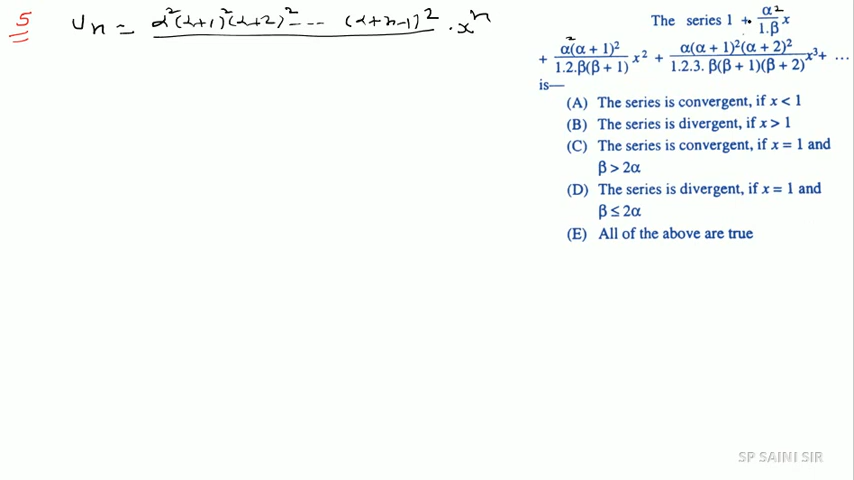 5 Un = α²(α+1)²(α+2)²--- (α+n-1)² . xⁿ
The series 1 + α²/1.β x
+ α²(α + 1)²/1.2.β(β + 1) x² + α(α + 1)²(α + 2)²/1.2.3. β(β + 1)(β + 2) x³ + ...
is—
(A) The series is convergent, if x < 1
(B) The series is divergent, if x > 1
(C) The series is convergent, if x = 1 and
β > 2α
(D) The series is divergent, if x = 1 and
β ≤ 2α
(E) All of the above are true
SP SAINI SIR